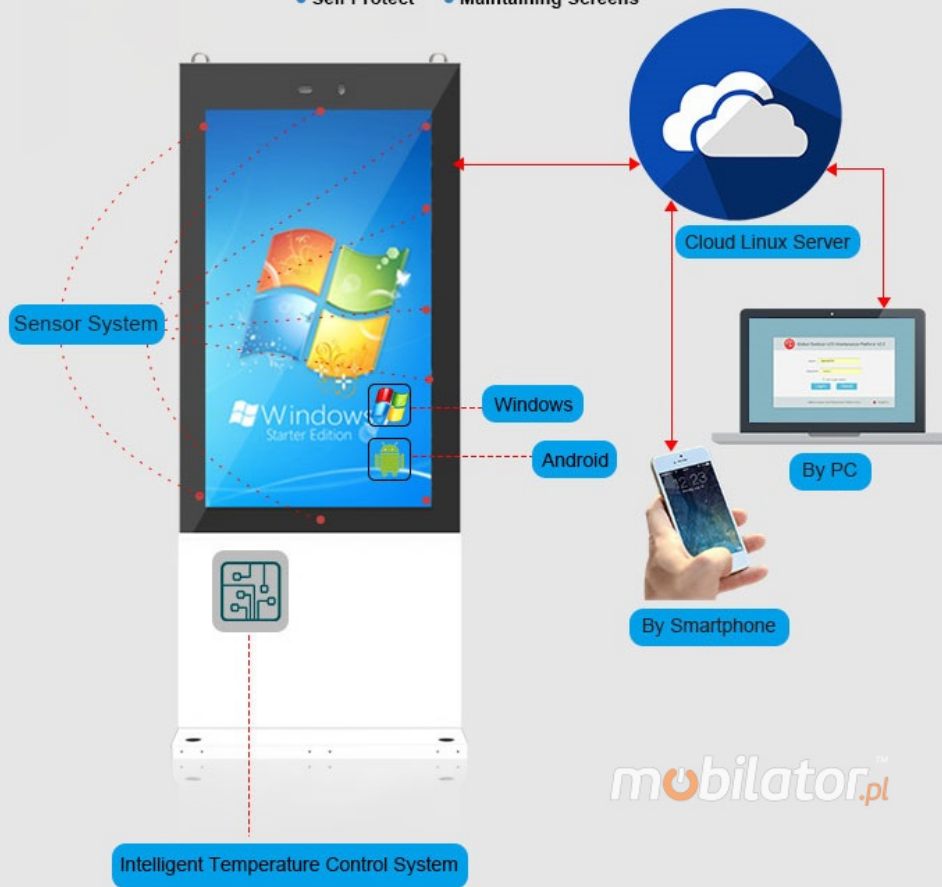 Self Protect
Maintaining Screens
Cloud Linux Server
Sensor System
Windows
Starter Edition
Windows
Android
By PC
12 23
By Smartphone
mobilator.pl
TM
Intelligent Temperature Control System